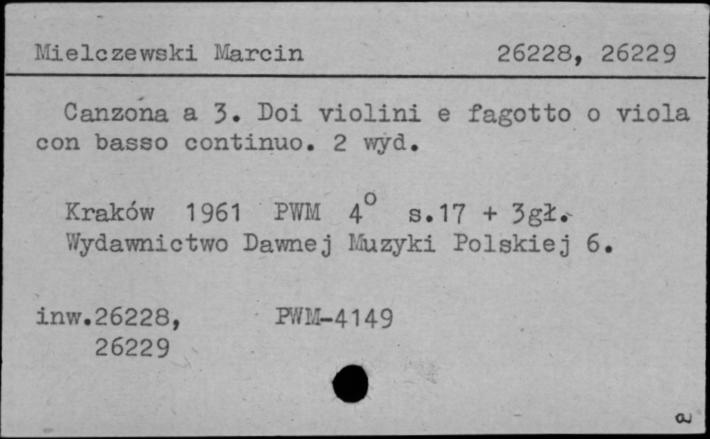 Mielczewski Marcin 26228, 26229
Canzona a 3. Doi violini e fagotto o viola
con basso continuo. 2 wyd.
Kraków 1961 PWM 4° s.17 + 3gł.
Wydawnictwo Dawnej Muzyki Polskiej 6.
inw.26228, PWM-4149
26229
a